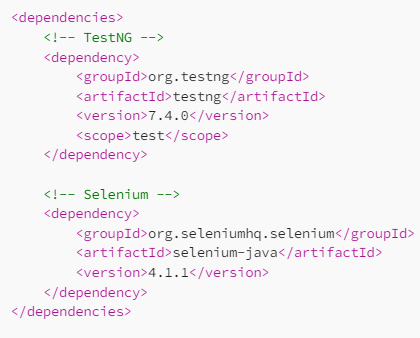 <dependencies>
    <!-- TestNG -->
    <dependency>
        <groupId>org.testng</groupId>
        <artifactId>testng</artifactId>
        <version>7.4.0</version>
        <scope>test</scope>
    </dependency>

    <!-- Selenium -->
    <dependency>
        <groupId>org.seleniumhq.selenium</groupId>
        <artifactId>selenium-java</artifactId>
        <version>4.1.1</version>
    </dependency>
</dependencies>